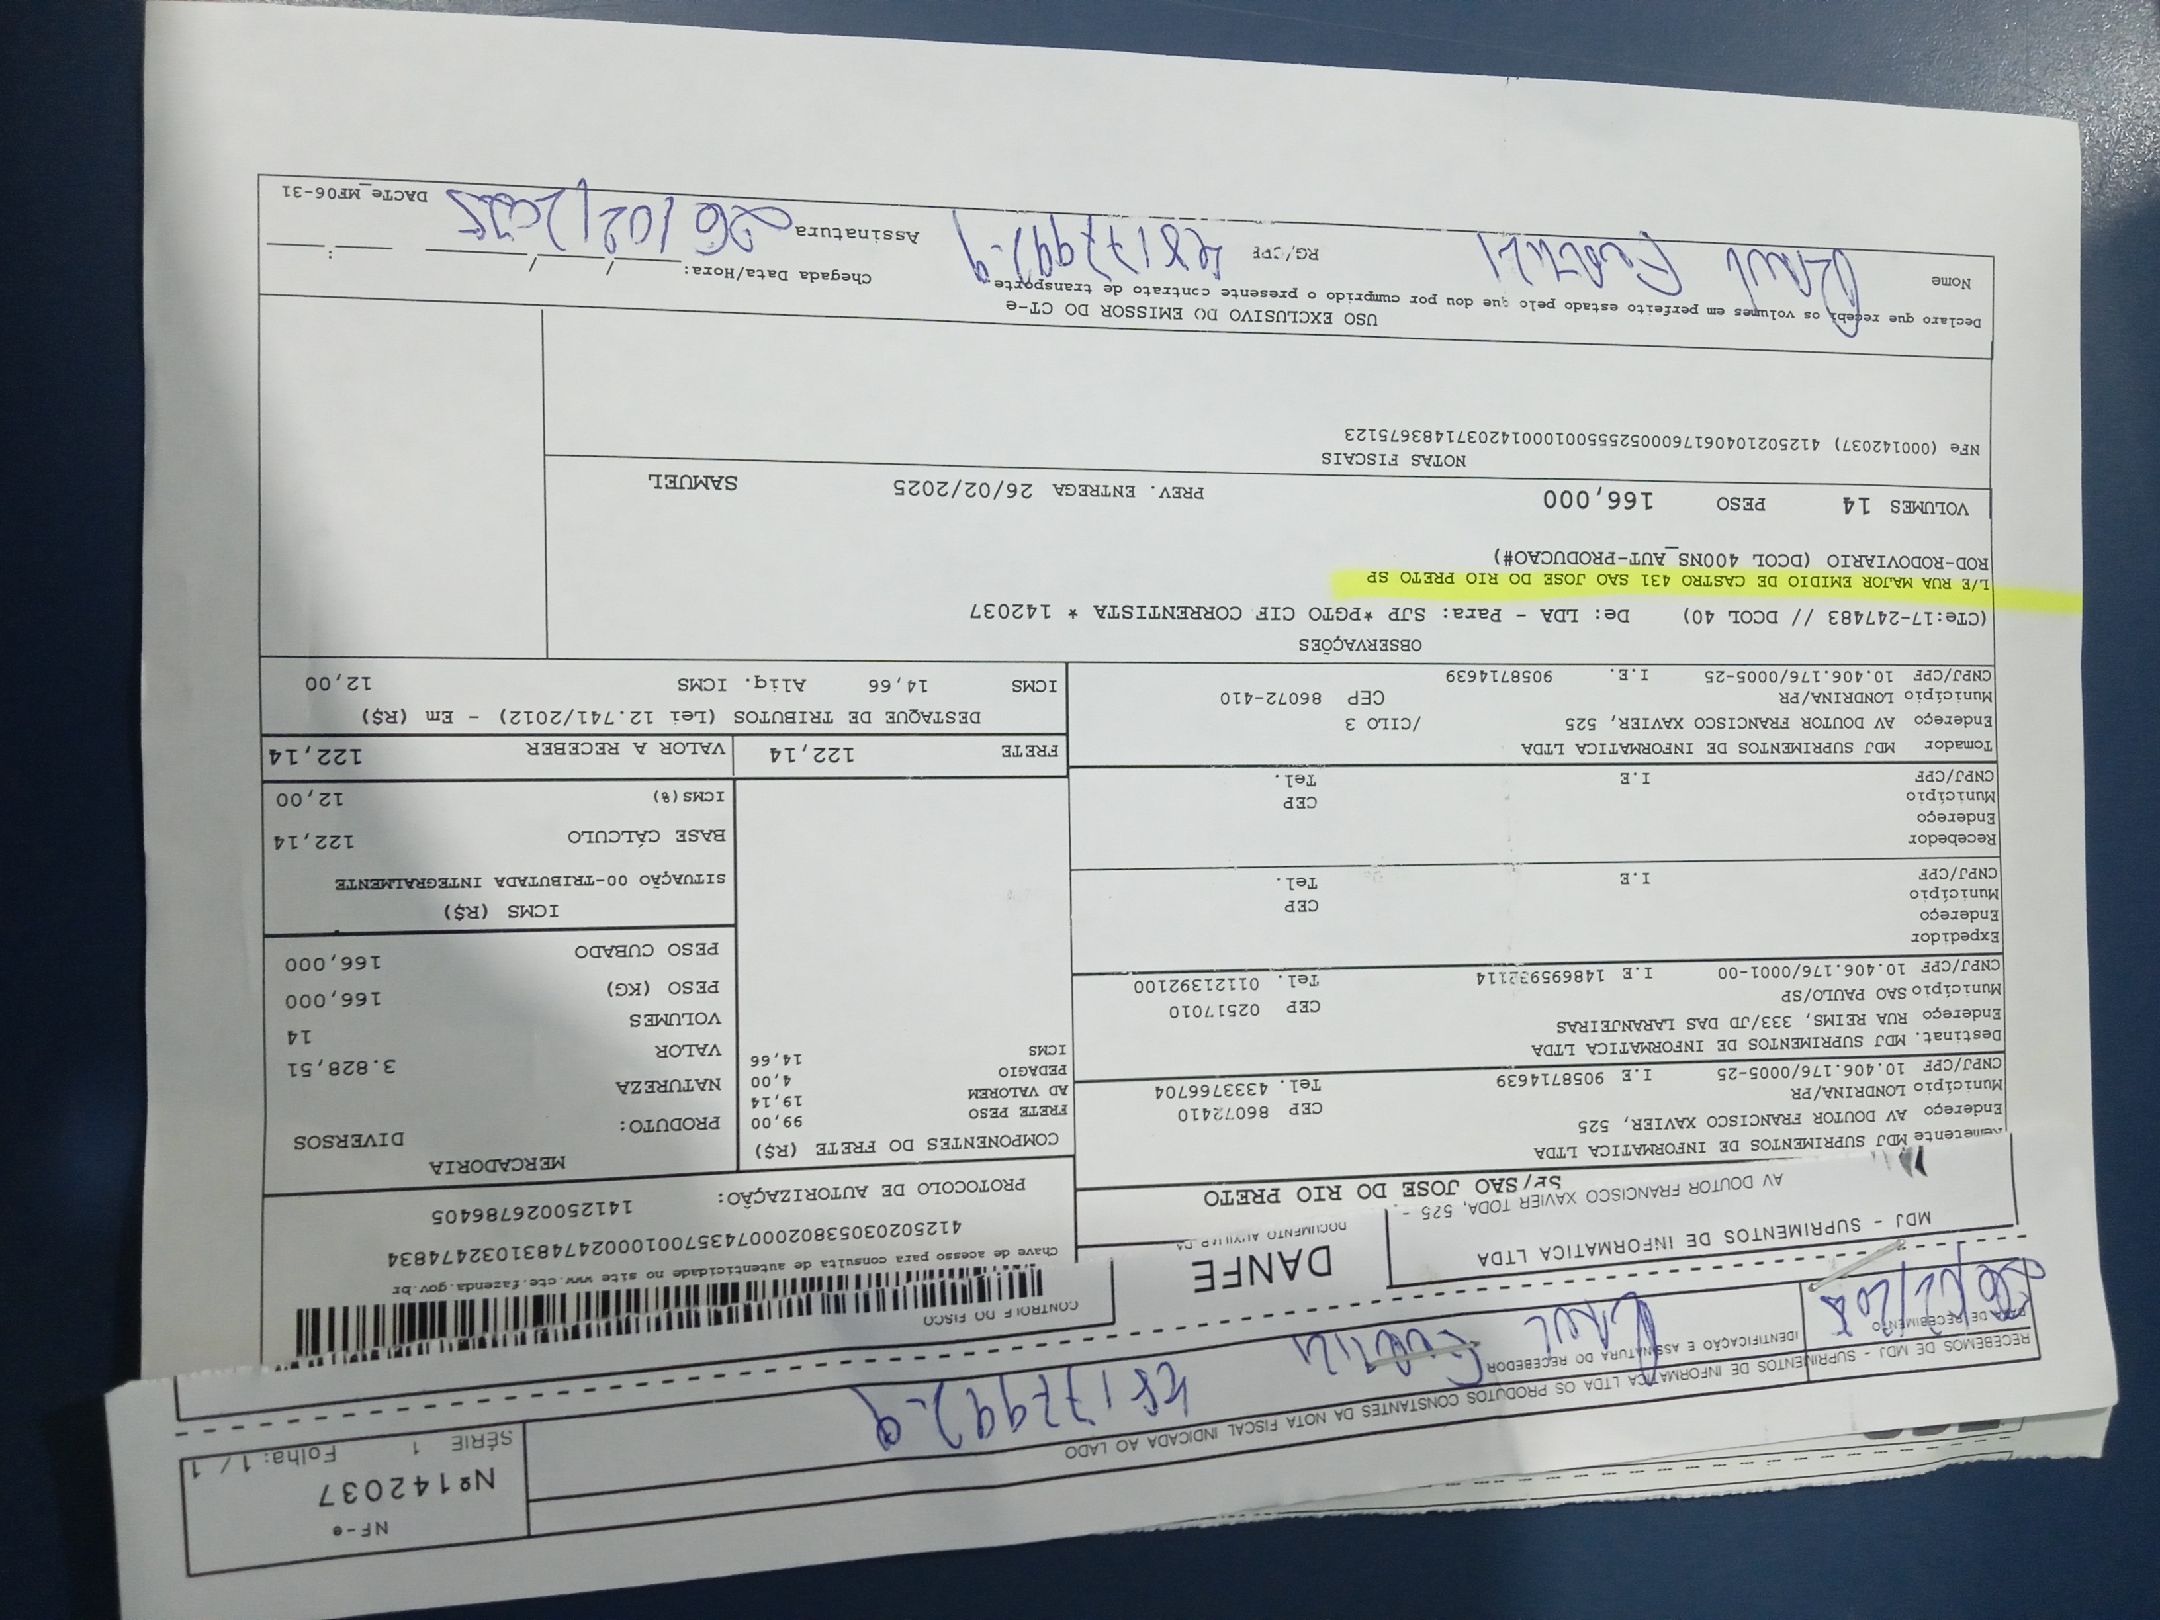 NF-e
Nº142037
SÉRIE 1 Folha: 1 / 1
RECEBEMOS DE MDJ - SUPRIMENTOS DE INFORMATICA LTDA OS PRODUTOS CONSTANTES DA NOTA FISCAL INDICADA AO LADO
IDENTIFICAÇÃO E ASSINATURA DO RECEBEDOR
MDJ - SUPRIMENTOS DE INFORMATICA LTDA
AV DOUTOR FRANCISCO XAVIER TODA, 525 -
DANFE
CONTROLE DO FISCO
Chave de acesso para consulta de autenticidade no site www.cte.fazenda.gov.br
41250203053802000743570010002474831032474834
PROTOCOLO DE AUTORIZAÇÃO:
141250026786405
SP/SAO JOSE DO RIO PRETO
Remetente MDJ SUPRIMENTOS DE INFORMATICA LTDA
Endereço AV DOUTOR FRANCISCO XAVIER, 525
Município LONDRINA/PR CEP 86072410
CNPJ/CPF 10.406.176/0005-25 I.E 9058714639 Tel. 4333766704
Destinat. MDJ SUPRIMENTOS DE INFORMATICA LTDA
Endereço RUA REIMS, 333/JD DAS LARANJEIRAS
Município SAO PAULO/SP CEP 02517010
CNPJ/CPF 10.406.176/0001-00 I.E Tel. 01121392100
Expedidor
Endereço
Município CEP
CNPJ/CPF I.E Tel.
Recebedor
Endereço
Município CEP
CNPJ/CPF I.E Tel.
Tomador MDJ SUPRIMENTOS DE INFORMATICA LTDA
Endereço AV DOUTOR FRANCISCO XAVIER, 525 /CILO 3
Município LONDRINA/PR CEP 86072-410
CNPJ/CPF 10.406.176/0005-25 I.E. 9058714639
COMPONENTES DO FRETE (R$)
FRETE PESO 99,00
AD VALOREM 19,14
PEDAGIO 4,00
ICMS 14,66
MERCADORIA
PRODUTO: DIVERSOS
NATUREZA
VALOR 3.828,51
VOLUMES 14
PESO (KG) 166,000
PESO CUBADO 166,000
ICMS (R$)
SITUAÇÃO 00-TRIBUTADA INTEGRALMENTE
BASE CÁLCULO 122,14
ICMS(%) 12,00
FRETE 122,14 VALOR A RECEBER 122,14
DESTAQUE DE TRIBUTOS (Lei 12.741/2012) - Em (R$)
ICMS 14,66 Aliq. ICMS 12,00
OBSERVAÇÕES
(CTe:17-247483 // DCOL 40) De: LDA - Para: SJP *PGTO CIF CORRENTISTA * 142037
L/E RUA MAJOR EMIDIO DE CASTRO 431 SAO JOSE DO RIO PRETO SP
ROD-RODOVIARIO (DCOL 400NS_AUT-PRODUCAO#)
VOLUMES 14 PESO 166,000 PREV. ENTREGA 26/02/2025 SAMUEL
NOTAS FISCAIS
NFe (000142037) 41250210406176000525550010001420371483675123
USO EXCLUSIVO DO EMISSOR DO CT-e
Declaro que recebi os volumes em perfeito estado pelo que dou por cumprido o presente contrato de transporte.
Chegada Data/Hora: / / :
Nome RAUL RG/CPF Assinatura 26/02/2025
DACTe_MF06-31